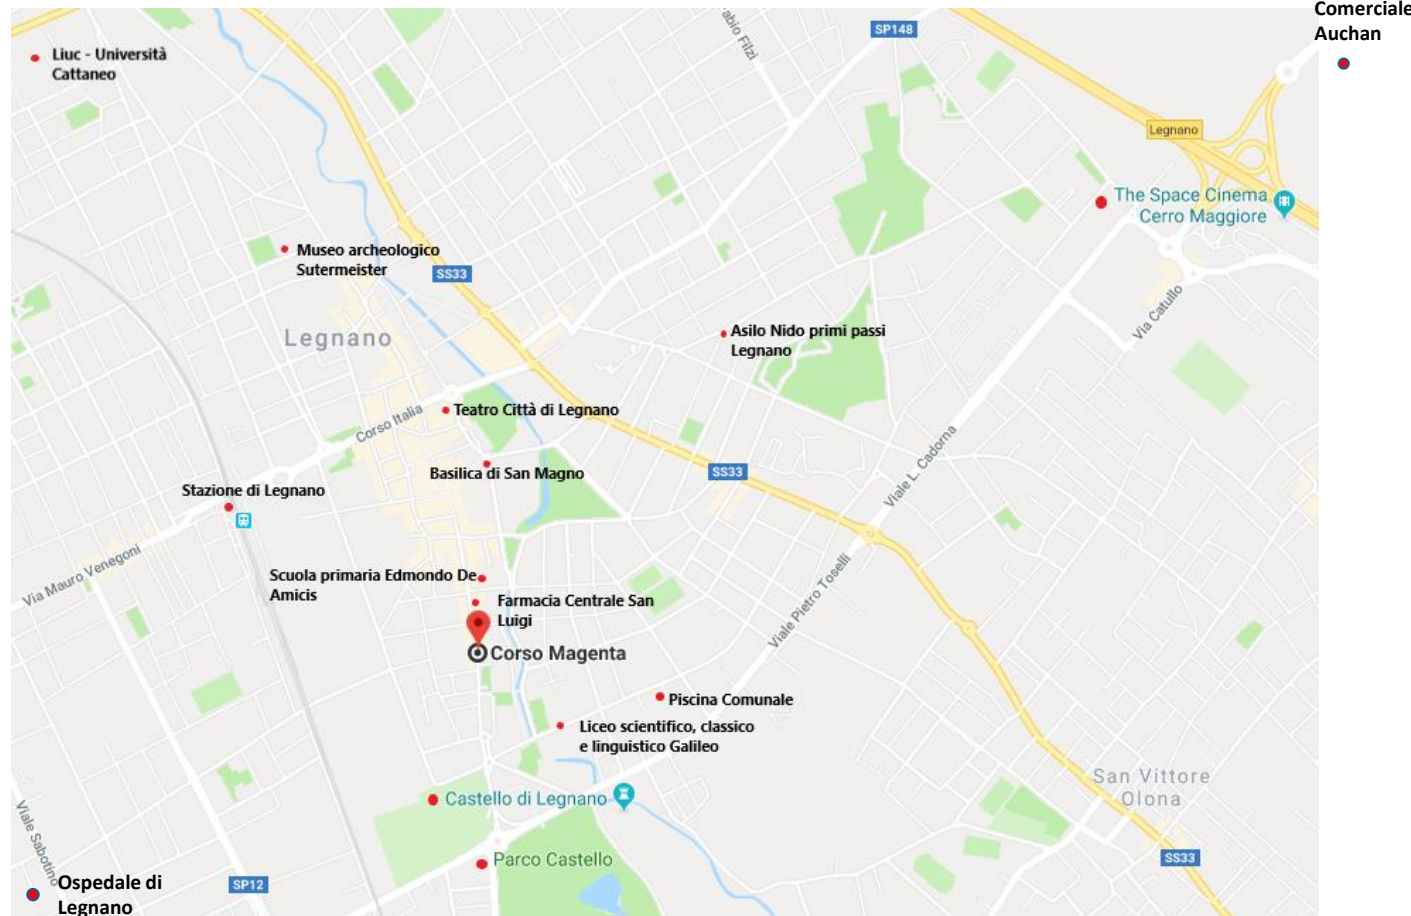 Comerciale
Auchan
abio Filzi
SP148
Liuc - Università
Cattaneo
Legnano
The Space Cinema
Cerro Maggiore
Museo archeologico
Sutermeister
SS33
Via Catullo
Legnano
Asilo Nido primi passi
Legnano
Corso Italia
Teatro Città di Legnano
Basilica di San Magno
SS33
Viale L. Cadorna
Stazione di Legnano
Via Mauro Venegoni
Scuola primaria Edmondo De
Amicis
Farmacia Centrale San
Luigi
Viale Pietro Toselli
Corso Magenta
Piscina Comunale
Liceo scientifico, classico
e linguistico Galileo
San Vittore
Olona
Castello di Legnano
Viale Sabotino
Parco Castello
SS33
SP12
Ospedale di
Legnano